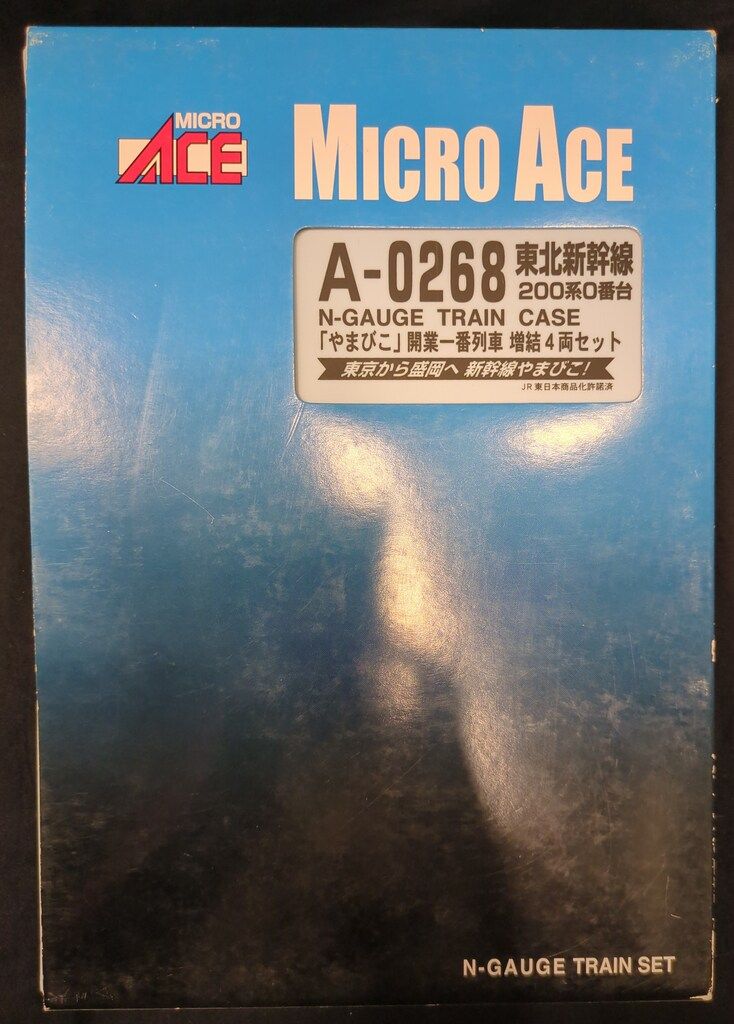 MICRO
ACE
MICRO ACE
A-0268 東北新幹線
200系0番台
N-GAUGE TRAIN CASE
「やまびこ」開業一番列車 増結4両セット
東京から盛岡へ 新幹線やまびこ!
JR東日本商品化許諾済
N-GAUGE TRAIN SET